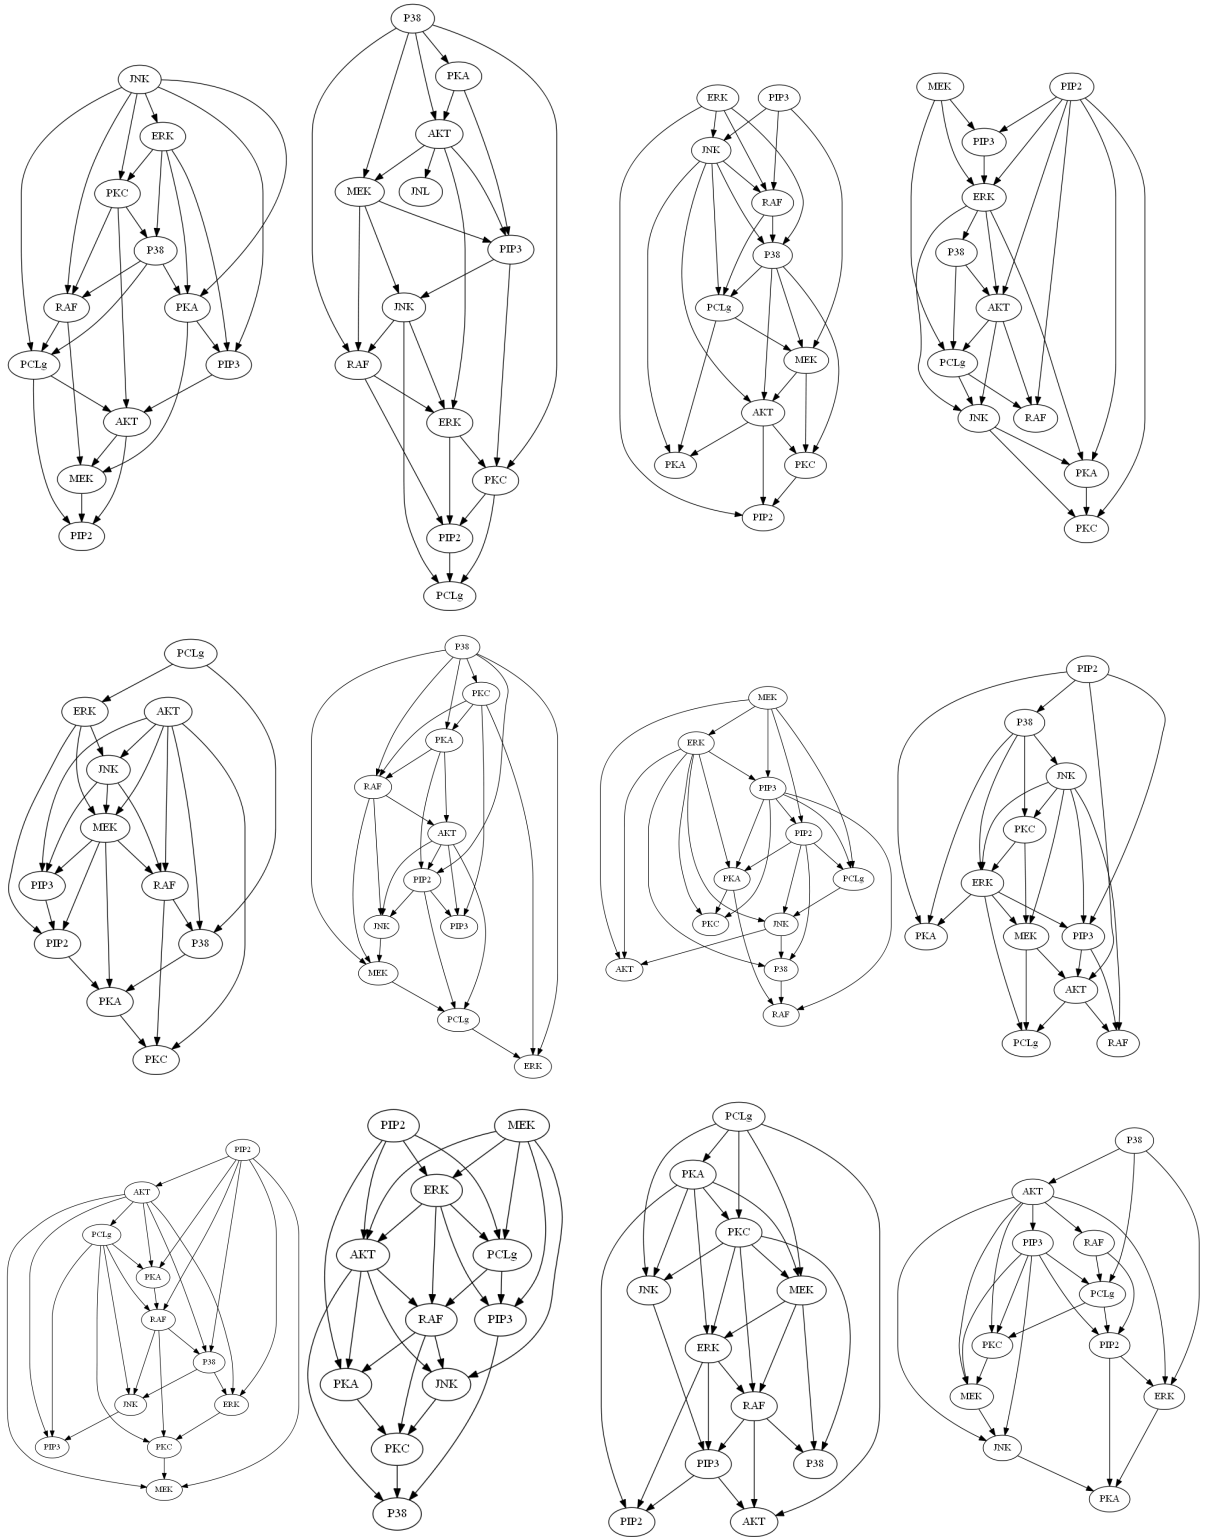 JNK
ERK
PKC
P38
RAF
PKA
PCLg
PIP3
AKT
MEK
PIP2
P38
PKA
AKT
MEK
JNL
PIP3
JNK
RAF
ERK
PKC
PIP2
PCLg
ERK PIP3
JNK
RAF
P38
PCLg
MEK
AKT
PKA PKC
PIP2
MEK PIP2
PIP3
ERK
P38
AKT
PCLg
JNK RAF
PKA
PKC
PCLg
ERK AKT
JNK
MEK
PIP3 RAF
PIP2 P38
PKA
PKC
P38
PKC
PKA
RAF
AKT
PIP2
JNK PIP3
MEK
PCLg
ERK
MEK
ERK
PIP3
PIP2
PKA PCLg
PKC JNK
AKT P38
RAF
PIP2
P38
JNK
PKC
ERK
PKA MEK PIP3
AKT
PCLg RAF
PIP2
AKT
PCLg
PKA
RAF
P38
JNK ERK
PIP3 PKC
MEK
PIP2 MEK
ERK
AKT PCLg
RAF PIP3
PKA JNK
PKC
P38
PCLg
PKA
PKC
JNK MEK
ERK
RAF
PIP3 P38
PIP2 AKT
P38
AKT
PIP3 RAF
PCLg
PKC PIP2
MEK ERK
JNK
PKA